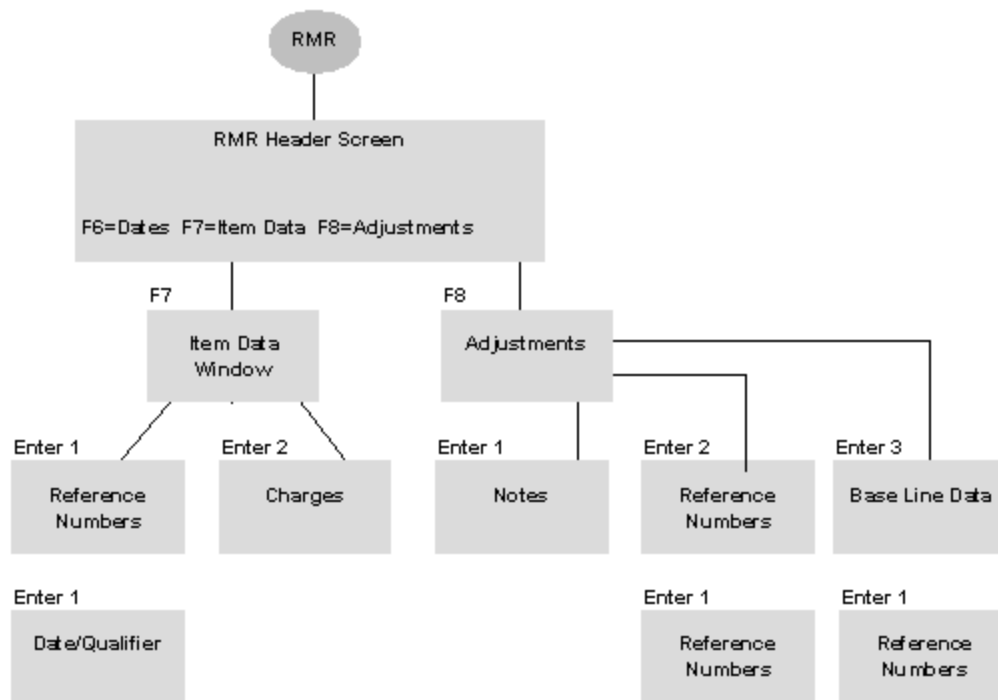 RMR
RMR Header Screen
F6=Dates F7=Item Data F8=Adjustments
F7
Item Data
Window
F8
Adjustments
Enter 1
Reference
Numbers
Enter 2
Charges
Enter 1
Notes
Enter 2
Reference
Numbers
Enter 3
Base Line Data
Enter 1
Date/Qualifier
Enter 1
Reference
Numbers
Enter 1
Reference
Numbers